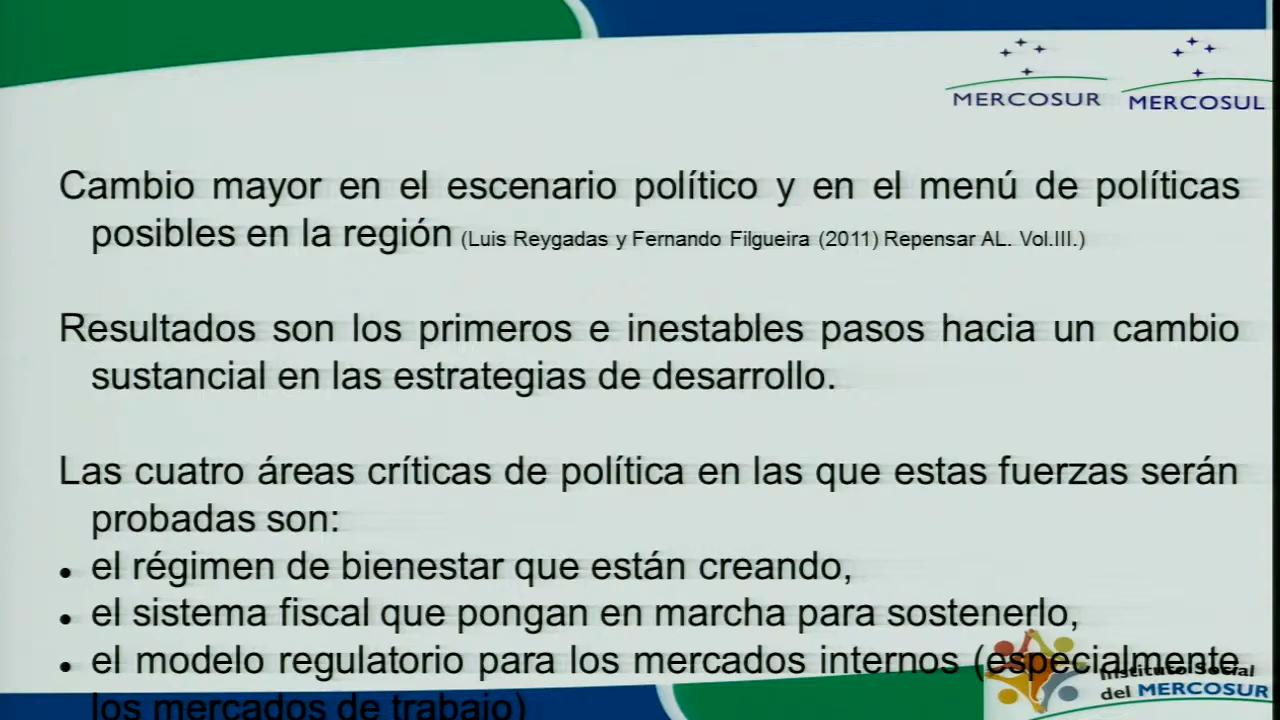 MERCOSUR MERCOSUL
Cambio mayor en el escenario político y en el menú de políticas
posibles en la región (Luis Reygadas y Fernando Filgueira (2011) Repensar AL. Vol.III.)
Resultados son los primeros e inestables pasos hacia un cambio
sustancial en las estrategias de desarrollo.
Las cuatro áreas críticas de política en las que estas fuerzas serán
probadas son:
• el régimen de bienestar que están creando,
• el sistema fiscal que pongan en marcha para sostenerlo,
• el modelo regulatorio para los mercados internos (especialmente
los mercados de trabajo)
Instituto Social
del MERCOSUR